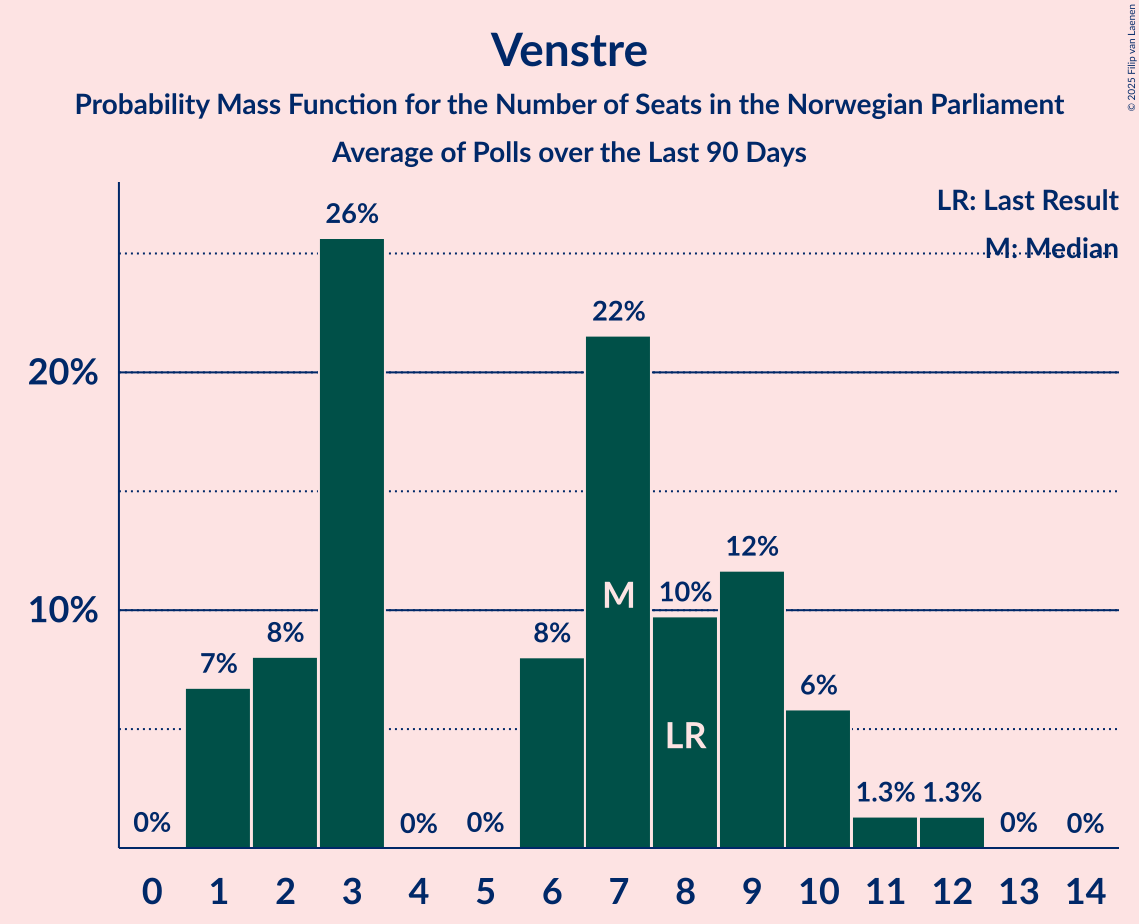 Venstre
Probability Mass Function for the Number of Seats in the Norwegian Parliament
Average of Polls over the Last 90 Days
© 2025 Filip van Laenen
LR: Last Result
M: Median
20%
10%
0%
7%
8%
26%
0%
0%
8%
22%
10%
12%
6%
1.3%
1.3%
0%
0%
M
LR
0 1 2 3 4 5 6 7 8 9 10 11 12 13 14